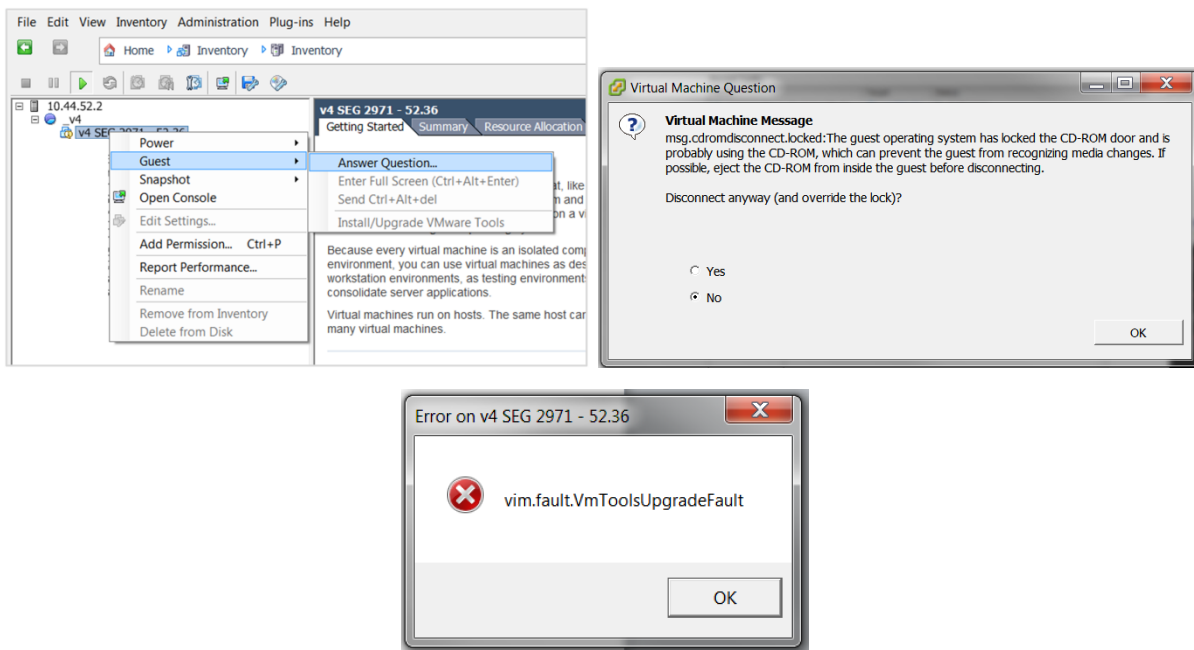 File Edit View Inventory Administration Plug-ins Help
Home Inventory Inventory
10.44.52.2
v4
v4 SEG 2971 - 52.36
v4 SEG 2971 - 52.36
Getting Started Summary Resource Allocation
Power
Guest
Snapshot
Open Console
Edit Settings...
Add Permission... Ctrl+P
Report Performance...
Rename
Remove from Inventory
Delete from Disk
Answer Question...
Enter Full Screen (Ctrl+Alt+Enter)
Send Ctrl+Alt+del
Install/Upgrade VMware Tools
at, like
n and
on a vi
Because every virtual machine is an isolated comp
environment, you can use virtual machines as des
workstation environments, as testing environments
consolidate server applications.
Virtual machines run on hosts. The same host can
many virtual machines.
Virtual Machine Question
Virtual Machine Message
msg.cdromdisconnect.locked:The guest operating system has locked the CD-ROM door and is
probably using the CD-ROM, which can prevent the guest from recognizing media changes. If
possible, eject the CD-ROM from inside the guest before disconnecting.
Disconnect anyway (and override the lock)?
Yes
No
OK
Error on v4 SEG 2971 - 52.36
vim.fault.VmToolsUpgradeFault
OK